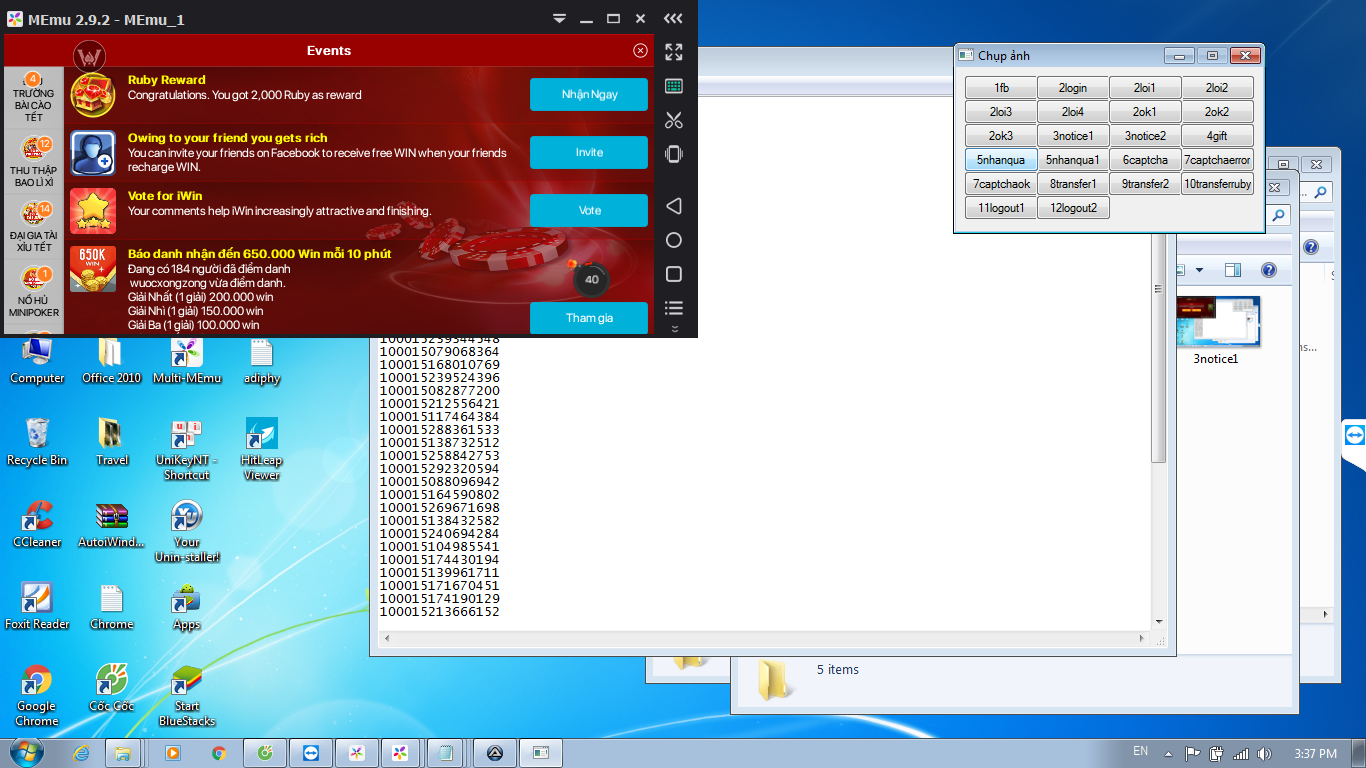 MEmu 2.9.2 - MEmu_1
Events
4
TRƯỜNG
BÀI CÀO
TẾT
12
THU THẬP
BAO LÌ XÌ
14
ĐẠI GIA TÀI
XỈU TẾT
1
NỔ HŨ
MINIPOKER
Ruby Reward
Congratulations. You got 2,000 Ruby as reward
Nhận Ngay
Owing to your friend you gets rich
You can invite your friends on Facebook to receive free WIN when your friends
recharge WIN.
Invite
Vote for iWin
Your comments help iWin increasingly attractive and finishing.
Vote
650K
WIN
Báo danh nhận đến 650.000 Win mỗi 10 phút
Đang có 184 người đã điểm danh
wuocxongzong vừa điểm danh.
Giải Nhất (1 giải) 200.000 win
Giải Nhì (1 giải) 150.000 win
Giải Ba (1 giải) 100.000 win
40
Tham gia
Chụp ảnh
1fb
2login
2loi1
2loi2
2loi3
2loi4
2ok1
2ok2
2ok3
3notice1
3notice2
4gift
5nhanqua
5nhanqua1
6captcha
7captchaerror
7captchaok
8transfer1
9transfer2
10transferruby
11logout1
12logout2
3notice1
ns...
100015239344548
100015079068364
100015168010769
100015239524396
100015082877200
100015212556421
100015117464384
100015288361533
100015138732512
100015258842753
100015292320594
100015088096942
100015164590802
100015269671698
100015138432582
100015240694284
100015104985541
100015174430194
100015139961711
100015171670451
100015174190129
100015213666152
5 items
Computer
Office 2010
Multi-MEmu
adiphy
Recycle Bin
Travel
UniKeyNT -
Shortcut
HitLeap
Viewer
CCleaner
AutoiWind...
Your
Unin-staller!
Foxit Reader
Chrome
Apps
Google
Chrome
Cốc Cốc
Start
BlueStacks
EN
3:37 PM